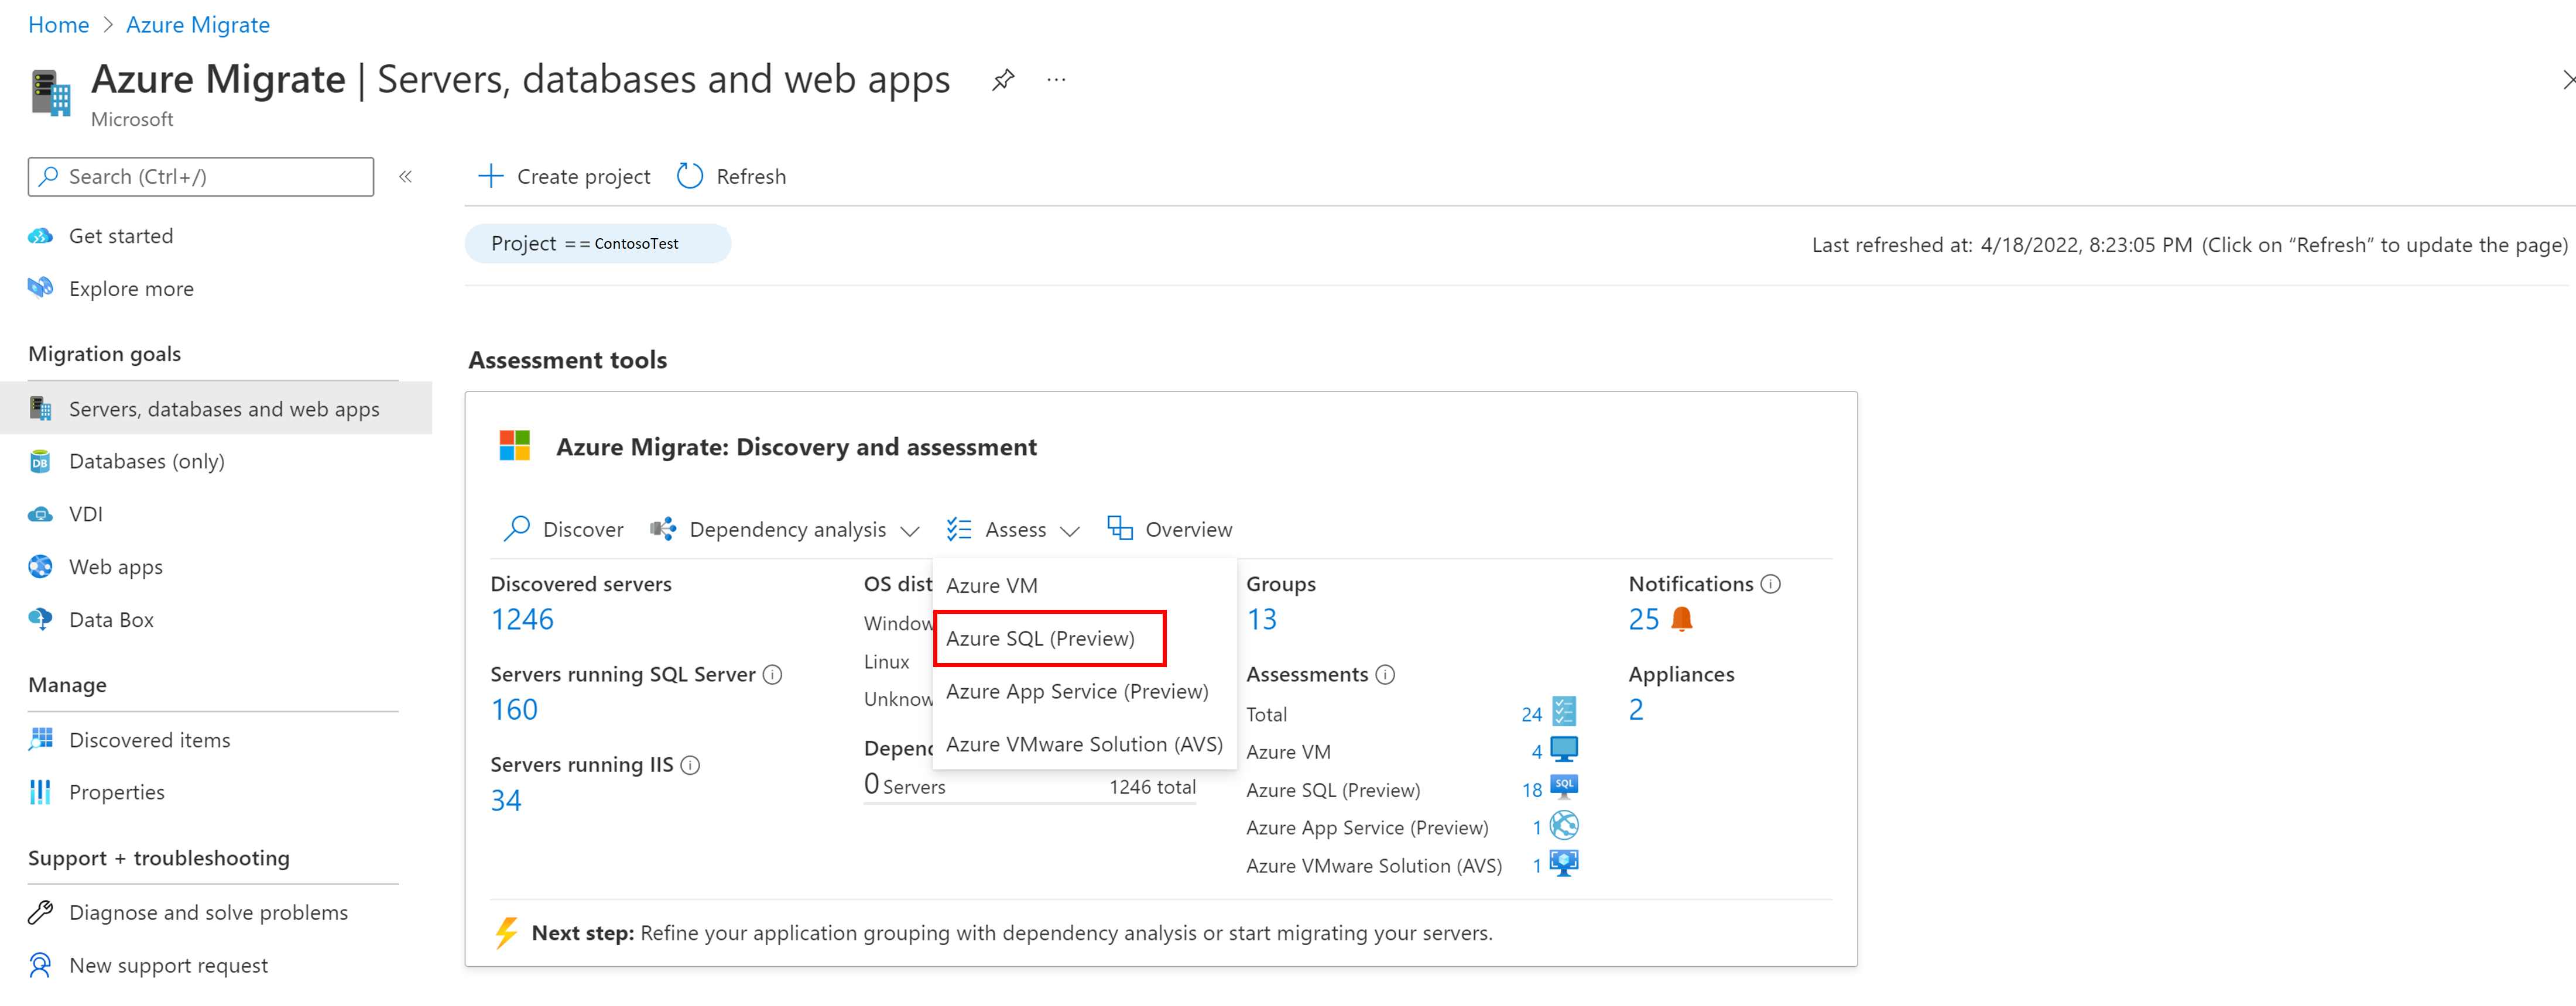 Home > Azure Migrate
Azure Migrate | Servers, databases and web apps ...
Microsoft
Search (Ctrl+/) «
Create project Refresh
Get started
Explore more
Migration goals
Servers, databases and web apps
Databases (only)
VDI
Web apps
Data Box
Manage
Discovered items
Properties
Support + troubleshooting
Diagnose and solve problems
New support request
Project == ContosoTest
Last refreshed at: 4/18/2022, 8:23:05 PM (Click on “Refresh” to update the page)
Assessment tools
Azure Migrate: Discovery and assessment
Discover Dependency analysis Assess Overview
Discovered servers
1246
Servers running SQL Server
160
Servers running IIS
34
OS dist
Window
Linux
Unknow
Depend
0 Servers 1246 total
Azure VM
Azure SQL (Preview)
Azure App Service (Preview)
Azure VMware Solution (AVS)
Groups
13
Assessments
Total 24
Azure VM 4
Azure SQL (Preview) 18 SQL
Azure App Service (Preview) 1
Azure VMware Solution (AVS) 1
Notifications
25
Appliances
2
Next step: Refine your application grouping with dependency analysis or start migrating your servers.